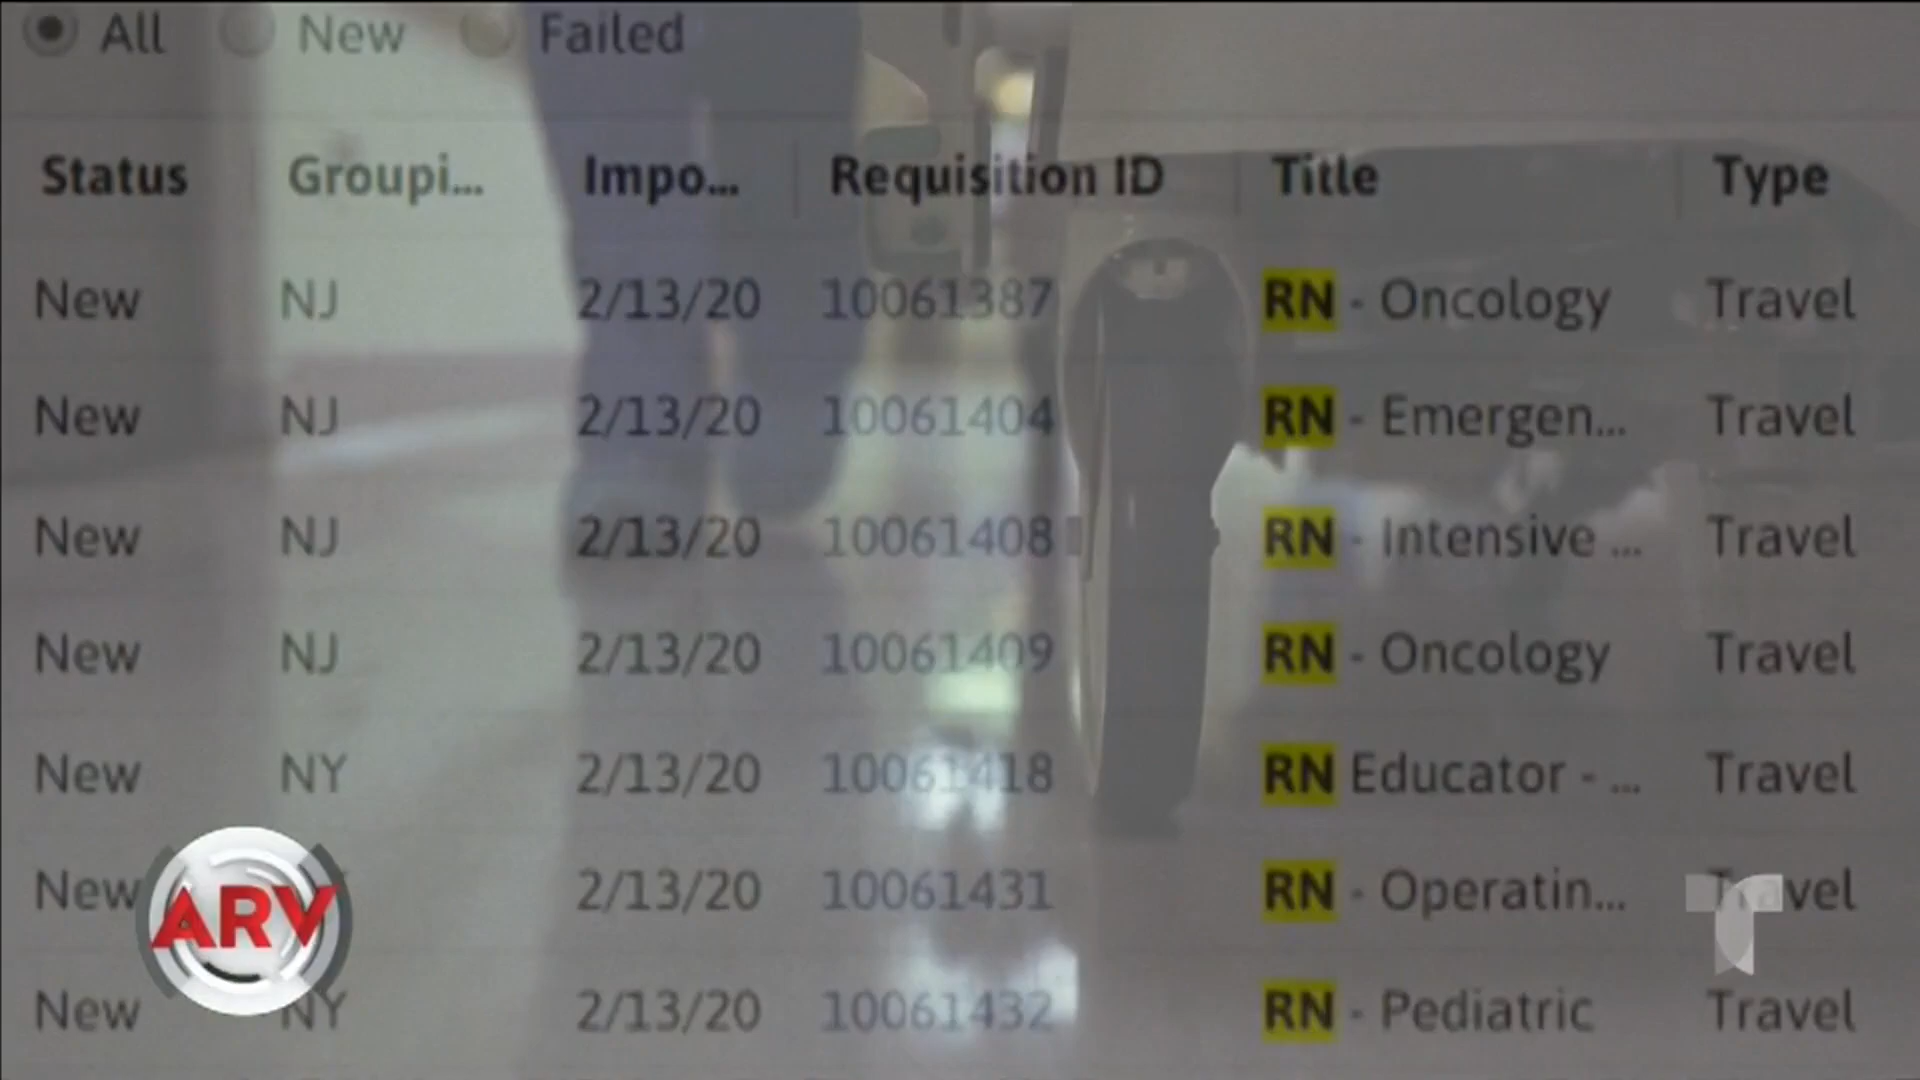 All New Failed
Status Groupi... Impo... Requisition ID Title Type
New NJ 2/13/20 10061387 RN - Oncology Travel
New NJ 2/13/20 10061404 RN - Emergen... Travel
New NJ 2/13/20 10061408 RN - Intensive ... Travel
New NJ 2/13/20 10061409 RN - Oncology Travel
New NY 2/13/20 10061418 RN Educator - ... Travel
New 2/13/20 10061431 RN - Operatin... Travel
ARV
New NY 2/13/20 10061432 RN - Pediatric Travel